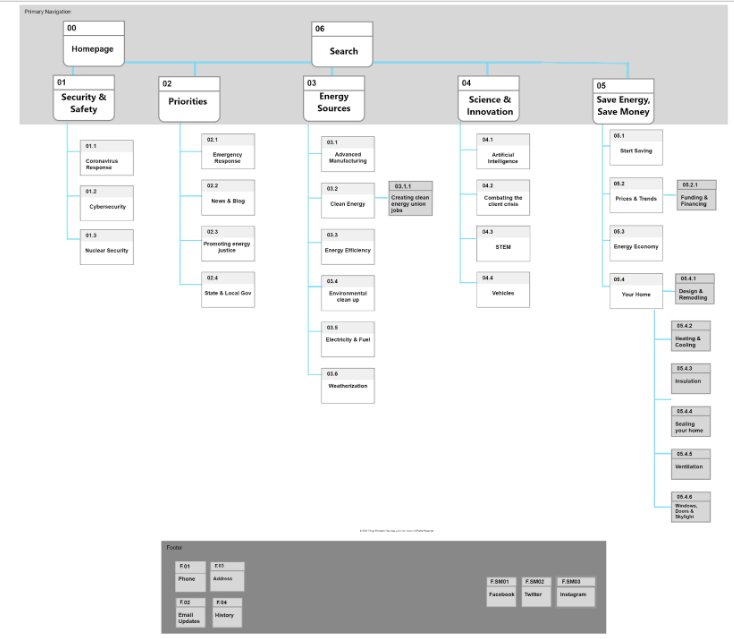 Primary Navigation
00
Homepage
06
Search
01
Security &
Safety
02
Priorities
03
Energy
Sources
04
Science &
Innovation
05
Save Energy,
Save Money
01.1
Coronavirus
Response
01.2
Cybersecurity
01.3
Nuclear Security
02.1
Emergency
Response
02.2
News & Blog
02.3
Promoting energy
justice
02.4
State & Local Gov
03.1
Advanced
Manufacturing
03.2
Clean Energy
03.1.1
Creating clean
energy union
jobs
03.3
Energy Efficiency
03.4
Environmental
clean up
03.5
Electricity & Fuel
03.6
Weatherization
04.1
Artificial
Intelligence
04.2
Combating the
client crisis
04.3
STEM
04.4
Vehicles
05.1
Start Saving
05.2
Prices & Trends
05.2.1
Funding &
Financing
05.3
Energy Economy
05.4
Your Home
05.4.1
Design &
Remodling
05.4.2
Heating &
Cooling
05.4.3
Insulation
05.4.4
Sealing
your home
05.4.5
Ventilation
05.4.6
Windows,
Doors &
Skylight
Footer
F.01
Phone
Address
F.02
Email
Updates
F.04
History
F.SM01
Facebook
F.SM02
Twitter
F.SM03
Instagram